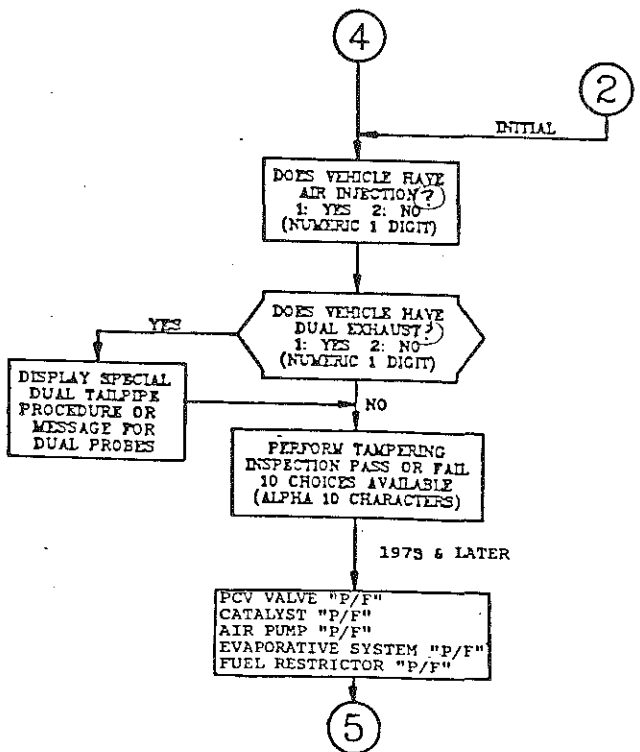 4
2
INITIAL
DOES VEHICLE HAVE
AIR INJECTION?
1: YES 2: NO
(NUMERIC 1 DIGIT)
DOES VEHICLE HAVE
DUAL EXHAUST?
1: YES 2: NO
(NUMERIC 1 DIGIT)
YES
DISPLAY SPECIAL
DUAL TAILPIPE
PROCEDURE OR
MESSAGE FOR
DUAL PROBES
NO
PERFORM TAMPERING
INSPECTION PASS OR FAIL
10 CHOICES AVAILABLE
(ALPHA 10 CHARACTERS)
& LATER
PCV VALVE "P/F"
CATALYST "P/F"
AIR PUMP "P/F"
EVAPORATIVE SYSTEM "P/F"
FUEL RESTRICTOR "P/F"
5